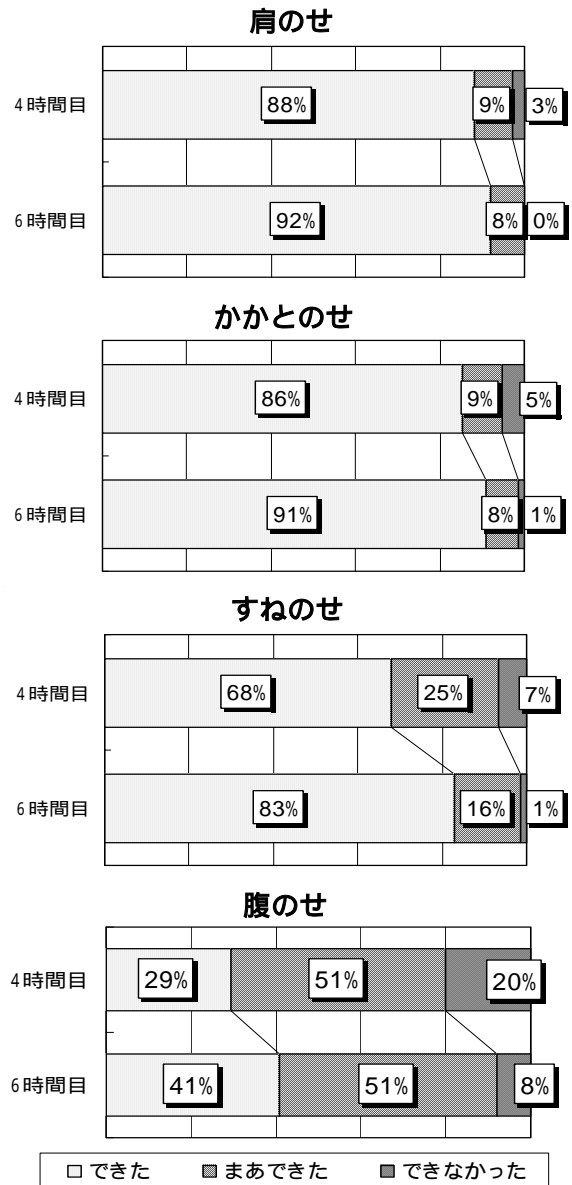 肩のせ
4時間目 88% 9% 3%
6時間目 92% 8% 0%
かかとのせ
4時間目 86% 9% 5%
6時間目 91% 8% 1%
すねのせ
4時間目 68% 25% 7%
6時間目 83% 16% 1%
腹のせ
4時間目 29% 51% 20%
6時間目 41% 51% 8%
できた まあできた できなかった